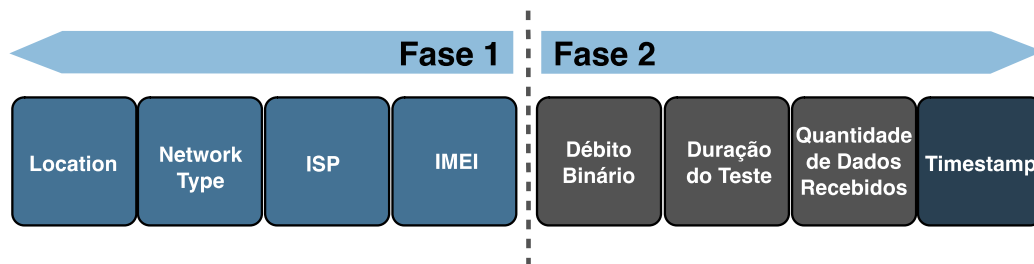 Fase 1
Fase 2
Location
Network
Type
ISP
IMEI
Débito
Binário
Duração
do Teste
Quantidade
de Dados
Recebidos
Timestamp